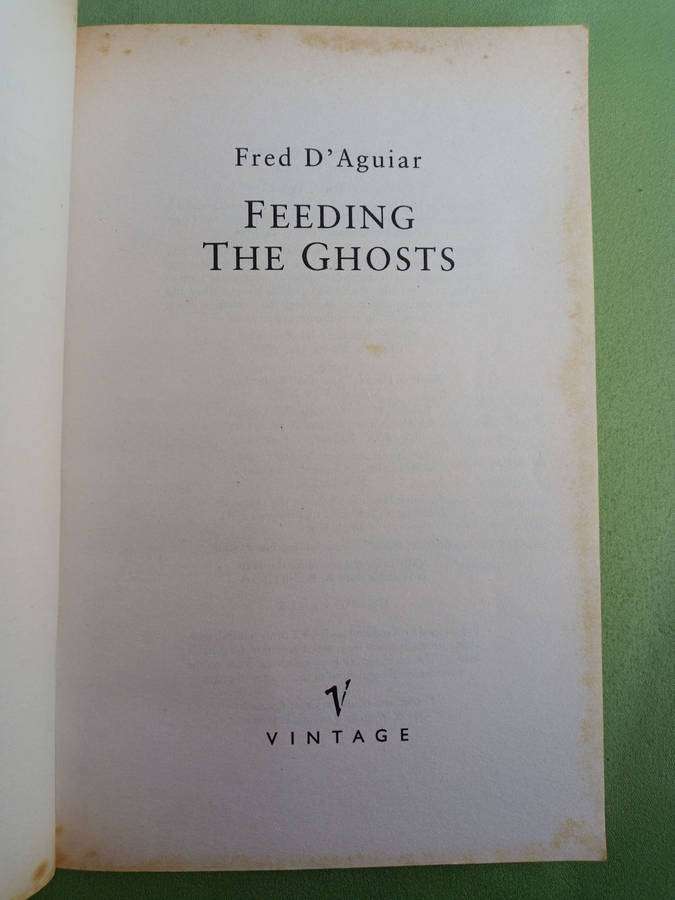 Fred D'Aguiar
FEEDING
THE GHOSTS
VINTAGE